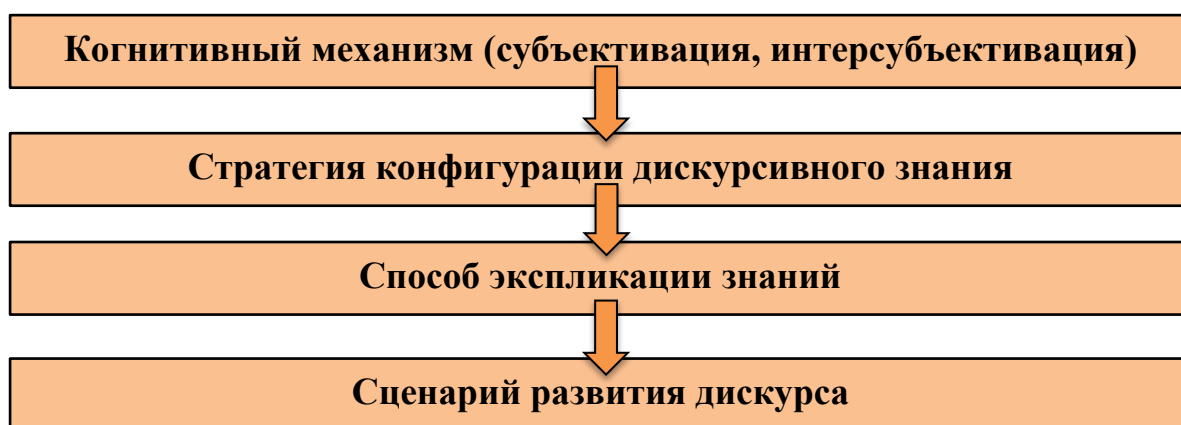 Когнитивный механизм (субъективация, интерсубъективация)
Стратегия конфигурации дискурсивного знания
Способ экспликации знаний
Сценарий развития дискурса